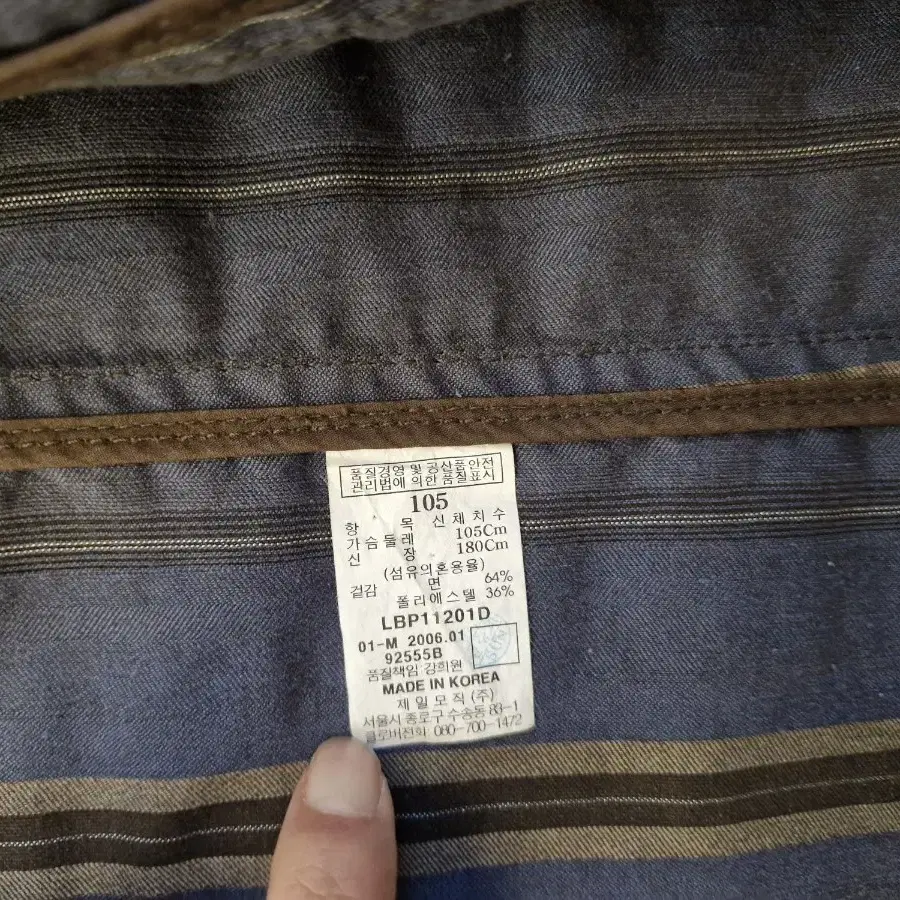 품질경영 및 공산품안전
관리법에 의한 품질표시
105
항 목 신체치수
가슴둘레 105Cm
신 장 180Cm
(섬유의혼용율)
겉감 면 64%
폴리에스텔 36%
LBP11201D
01-M 2006.01
92555B
품질책임 강희원
MADE IN KOREA
제일모직(주)
서울시 종로구 수송동 83-1
클로버전화 080-700-1472